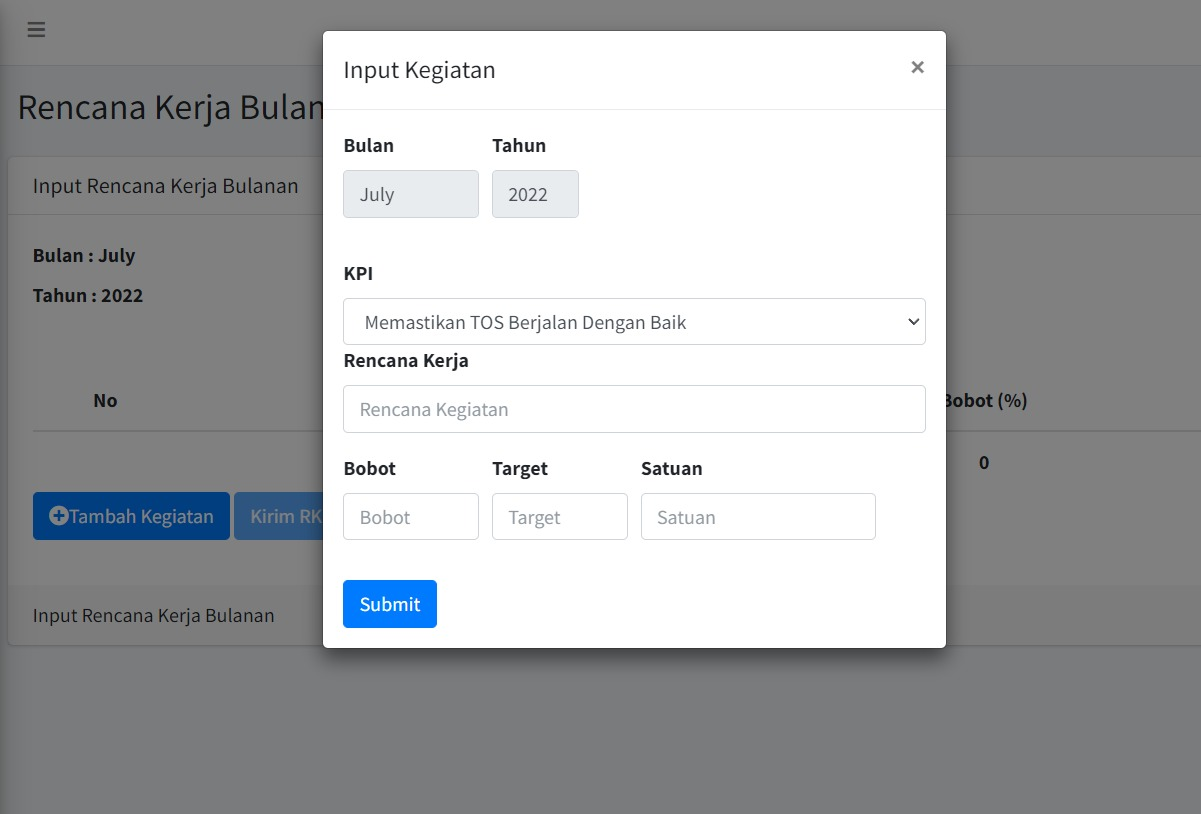 Input Kegiatan
×
Rencana Kerja Bulan
Bulan Tahun
July 2022
Input Rencana Kerja Bulanan
Bulan : July
Tahun : 2022
KPI
Memastikan TOS Berjalan Dengan Baik
Rencana Kerja
Rencana Kegiatan
No Bobot (%)
0
Bobot Target Satuan
Bobot Target Satuan
Tambah Kegiatan Kirim RK
Submit
Input Rencana Kerja Bulanan